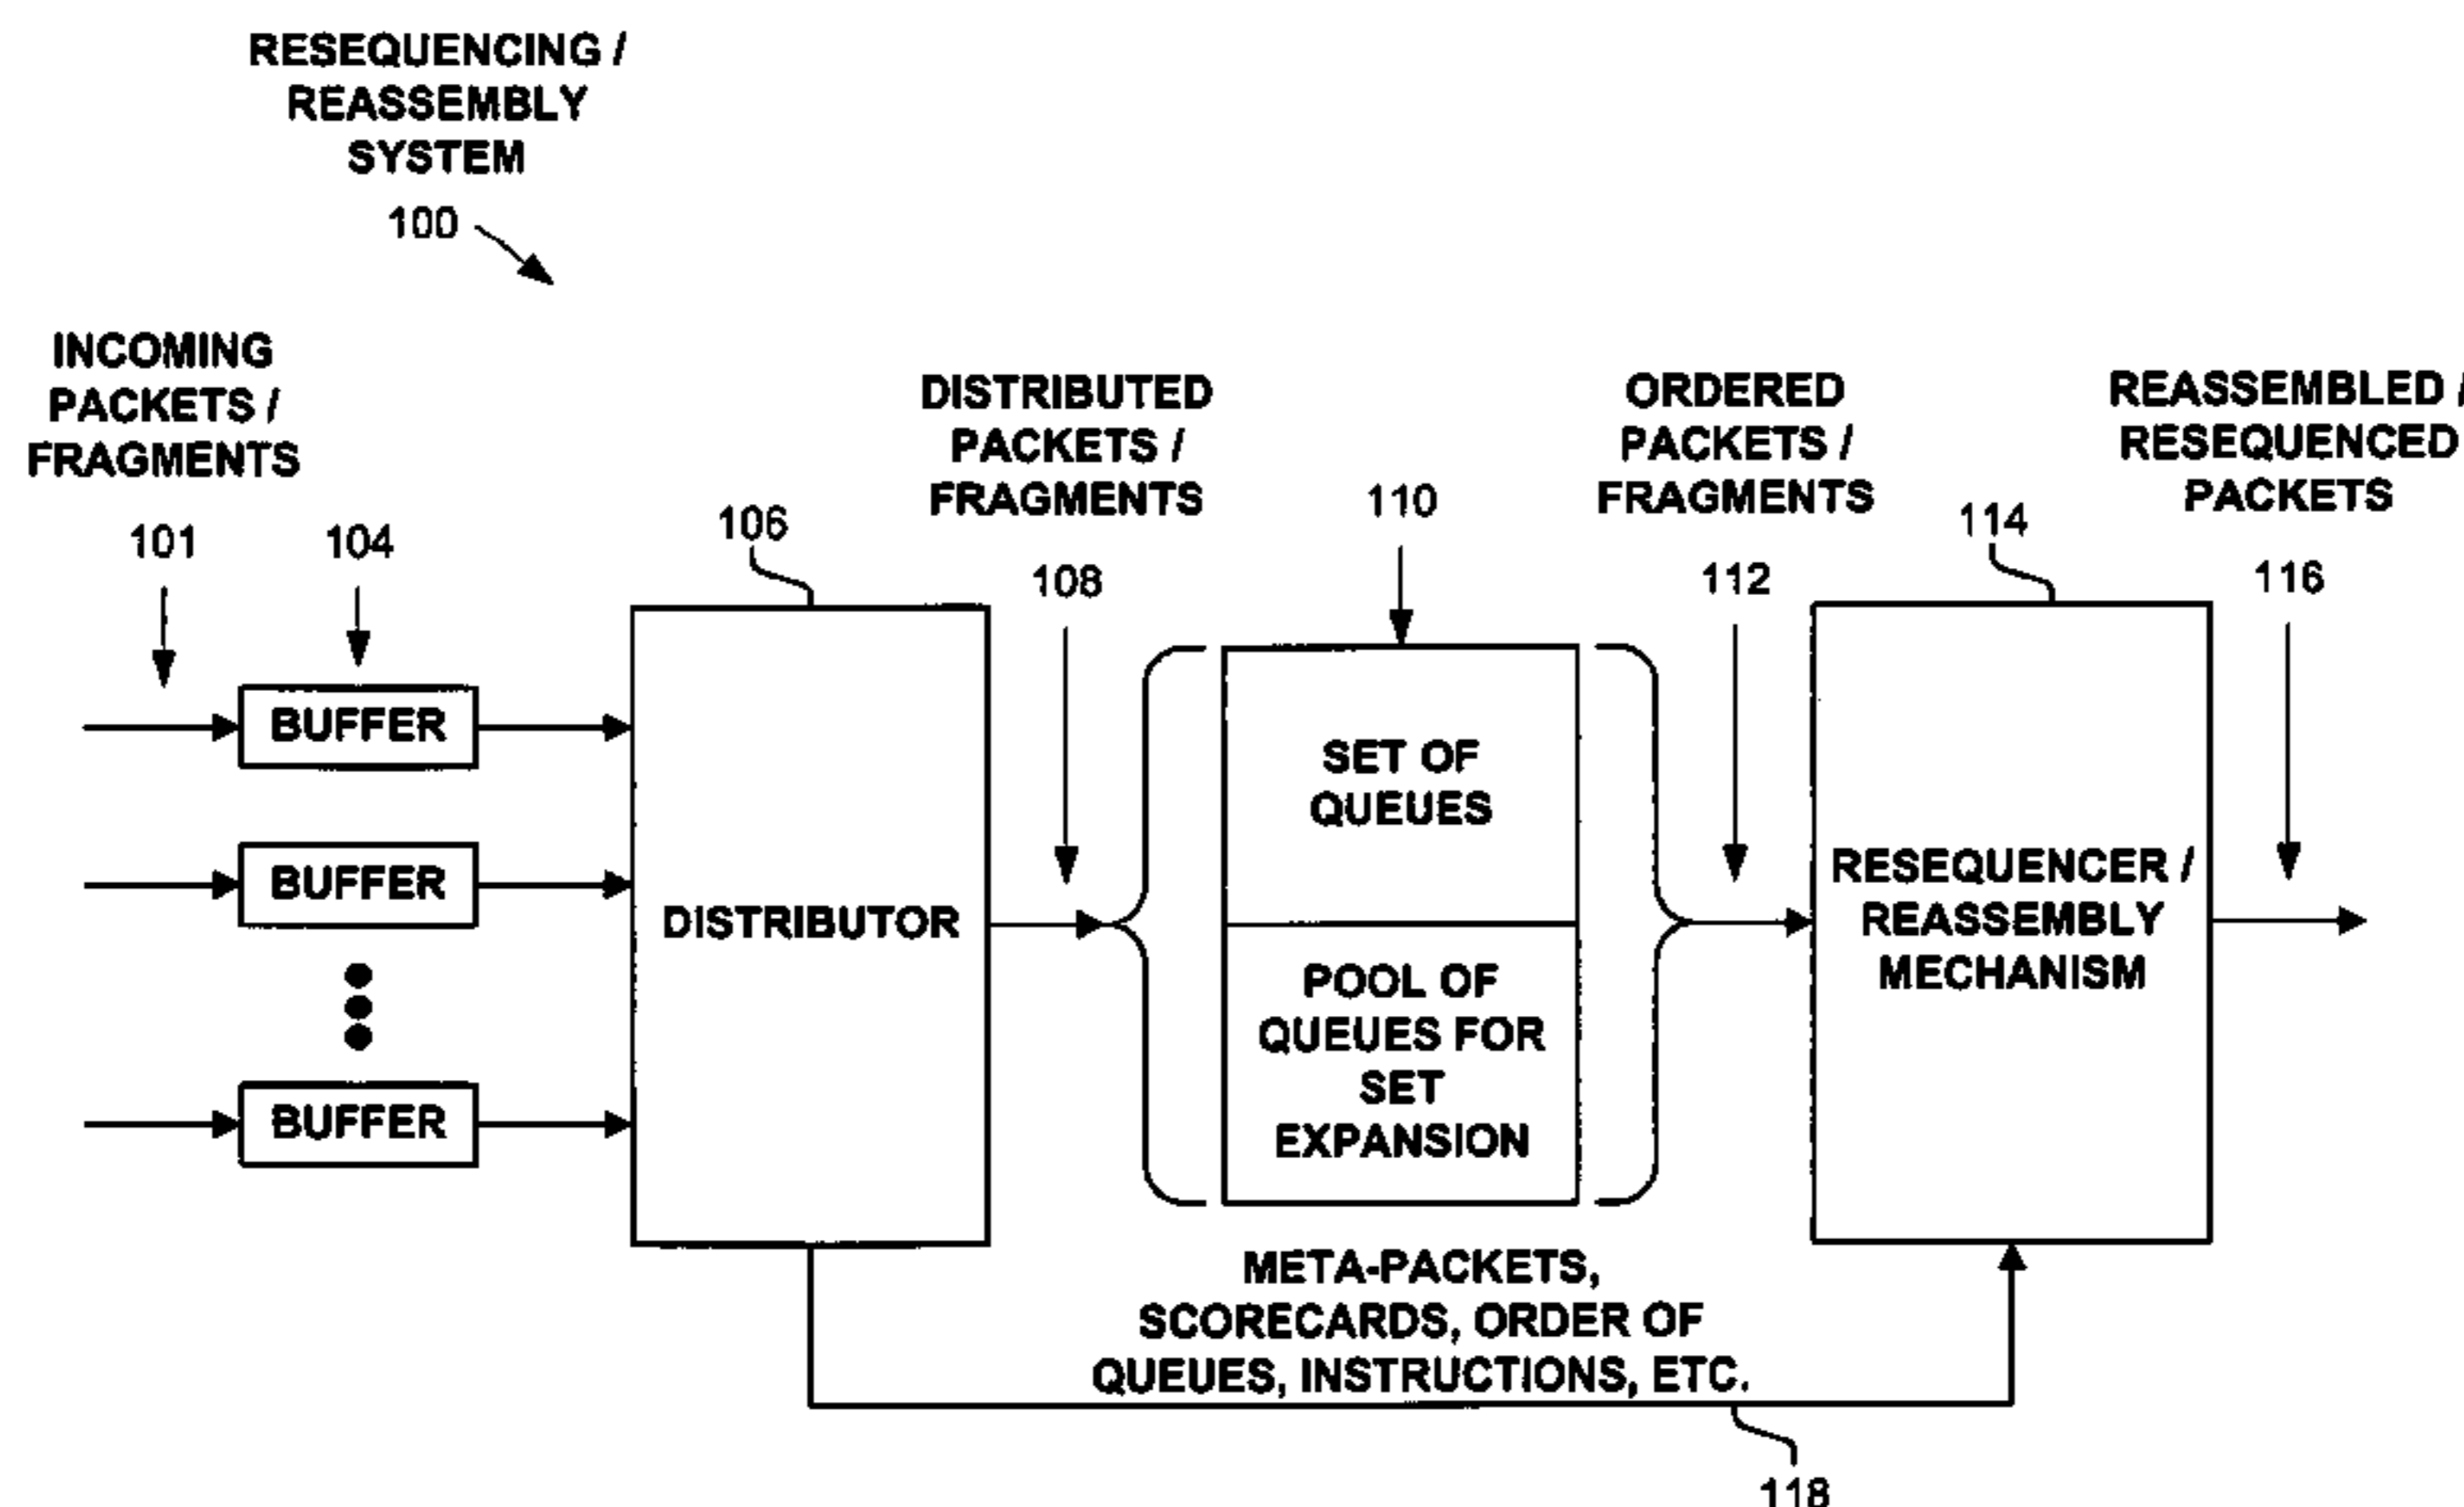 RESEQUENCING /
REASSEMBLY
SYSTEM
100
INCOMING
PACKETS /
FRAGMENTS
101
104
106
DISTRIBUTED
PACKETS /
FRAGMENTS
108
110
ORDERED
PACKETS /
FRAGMENTS
112
114
REASSEMBLED /
RESEQUENCED
PACKETS
116
BUFFER
BUFFER
BUFFER
DISTRIBUTOR
SET OF
QUEUES
POOL OF
QUEUES FOR
SET
EXPANSION
RESEQUENCER /
REASSEMBLY
MECHANISM
META-PACKETS,
SCORECARDS, ORDER OF
QUEUES, INSTRUCTIONS, ETC.
118